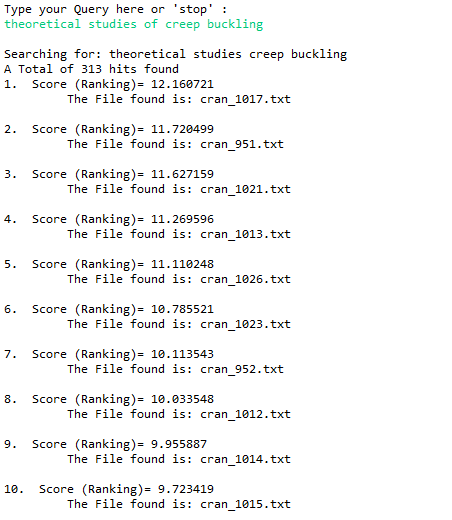 Type your Query here or 'stop' :
theoretical studies of creep buckling
Searching for: theoretical studies creep buckling
A Total of 313 hits found
1.  Score (Ranking)= 12.160721
The File found is: cran_1017.txt
2.  Score (Ranking)= 11.720499
The File found is: cran_951.txt
3.  Score (Ranking)= 11.627159
The File found is: cran_1021.txt
4.  Score (Ranking)= 11.269596
The File found is: cran_1013.txt
5.  Score (Ranking)= 11.110248
The File found is: cran_1026.txt
6.  Score (Ranking)= 10.785521
The File found is: cran_1023.txt
7.  Score (Ranking)= 10.113543
The File found is: cran_952.txt
8.  Score (Ranking)= 10.033548
The File found is: cran_1012.txt
9.  Score (Ranking)= 9.955887
The File found is: cran_1014.txt
10.  Score (Ranking)= 9.723419
The File found is: cran_1015.txt